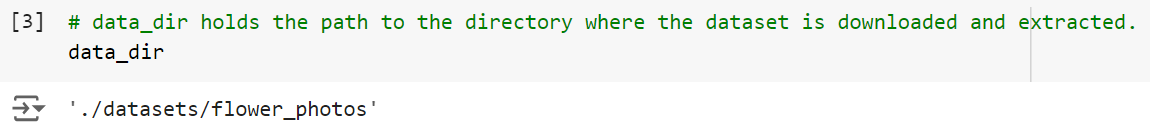 [3] # data_dir holds the path to the directory where the dataset is downloaded and extracted.
data_dir
'./datasets/flower_photos'